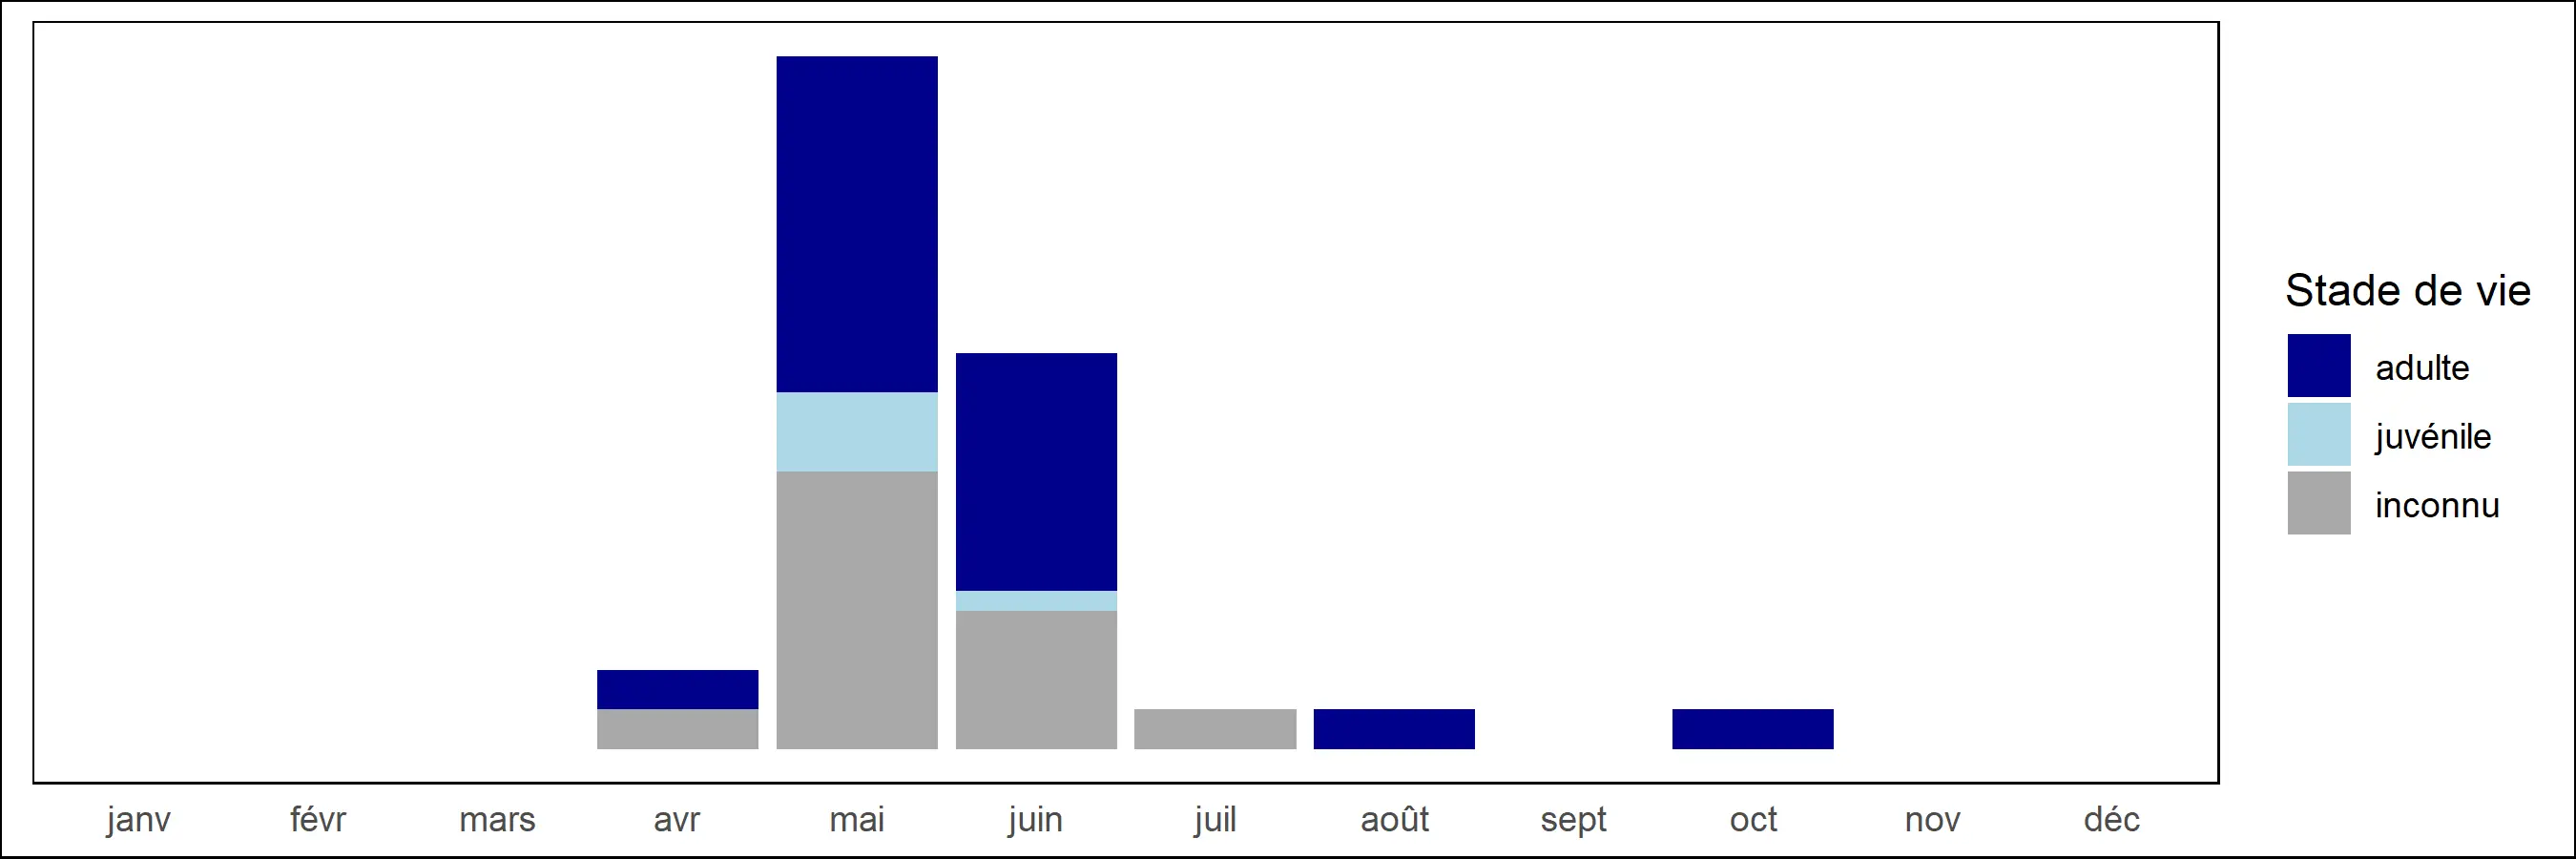 Stade de vie
adulte
juvénile
inconnu
janv févr mars avr mai juin juil août sept oct nov déc